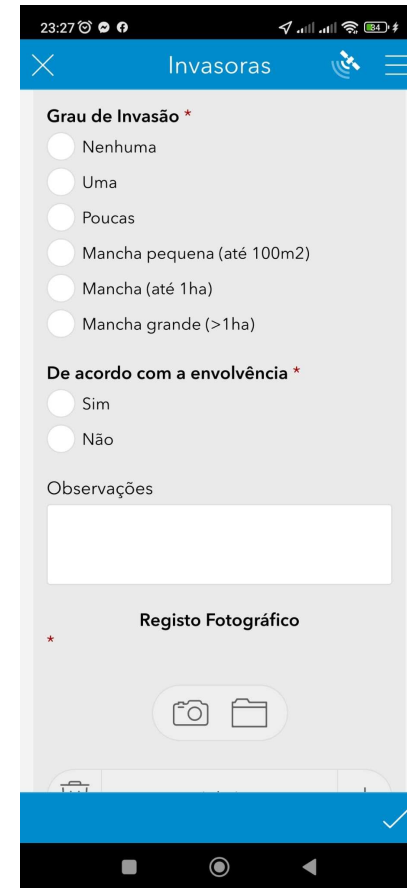 23:27
84
Invasoras
Grau de Invasão *
Nenhuma
Uma
Poucas
Mancha pequena (até 100m2)
Mancha (até 1ha)
Mancha grande (>1ha)
De acordo com a envolvência *
Sim
Não
Observações
Registo Fotográfico
*